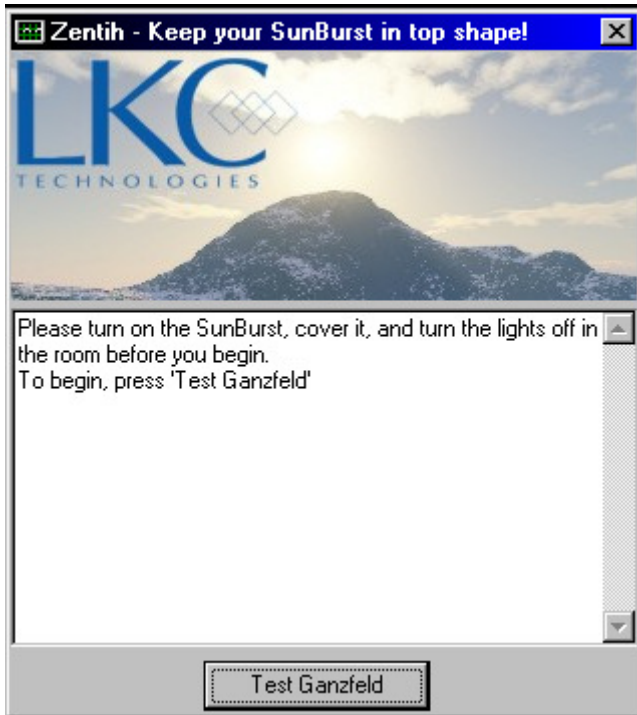 Zentih - Keep your SunBurst in top shape!
LKC
TECHNOLOGIES
Please turn on the SunBurst, cover it, and turn the lights off in
the room before you begin.
To begin, press 'Test Ganzfeld'
Test Ganzfeld